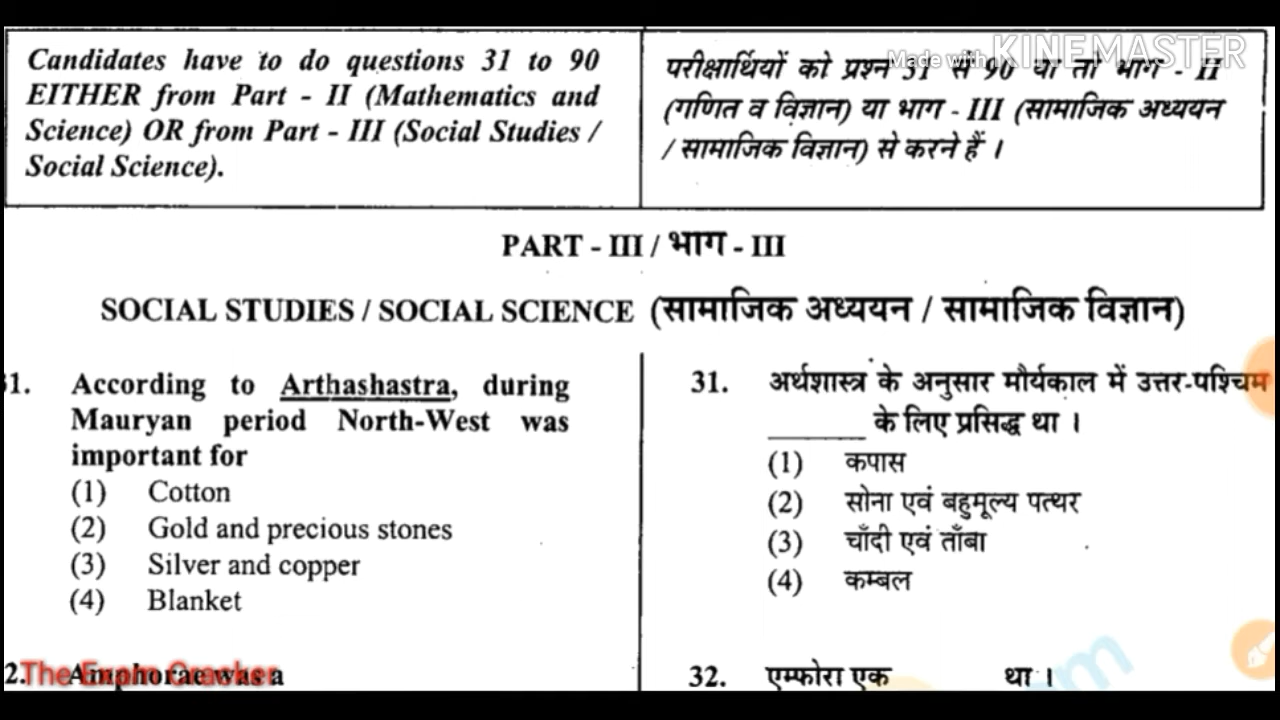 Made with KINEMASTER
Candidates have to do questions 31 to 90
EITHER from Part - II (Mathematics and
Science) OR from Part - III (Social Studies /
Social Science).
परीक्षार्थियों को प्रश्न 31 से 90 या तो भाग - II
(गणित व विज्ञान) या भाग - III (सामाजिक अध्ययन
/ सामाजिक विज्ञान) से करने हैं ।
PART - III / भाग - III
SOCIAL STUDIES / SOCIAL SCIENCE (सामाजिक अध्ययन / सामाजिक विज्ञान)
31. According to Arthashastra, during
Mauryan period North-West was
important for
(1) Cotton
(2) Gold and precious stones
(3) Silver and copper
(4) Blanket
2. Amphorae was a
The Exam Cracker
31. अर्थशास्त्र के अनुसार मौर्यकाल में उत्तर-पश्चिम
______ के लिए प्रसिद्ध था ।
(1) कपास
(2) सोना एवं बहुमूल्य पत्थर
(3) चाँदी एवं ताँबा
(4) कम्बल
32. एम्फोरा एक था ।